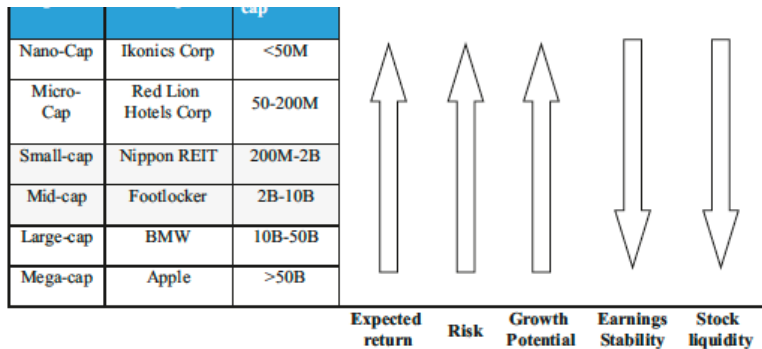 cap
Nano-Cap Ikonics Corp <50M
Micro-
Cap
Red Lion
Hotels Corp
50-200M
Small-cap Nippon REIT 200M-2B
Mid-cap Footlocker 2B-10B
Large-cap BMW 10B-50B
Mega-cap Apple >50B
Expected
return
Risk
Growth
Potential
Earnings
Stability
Stock
liquidity